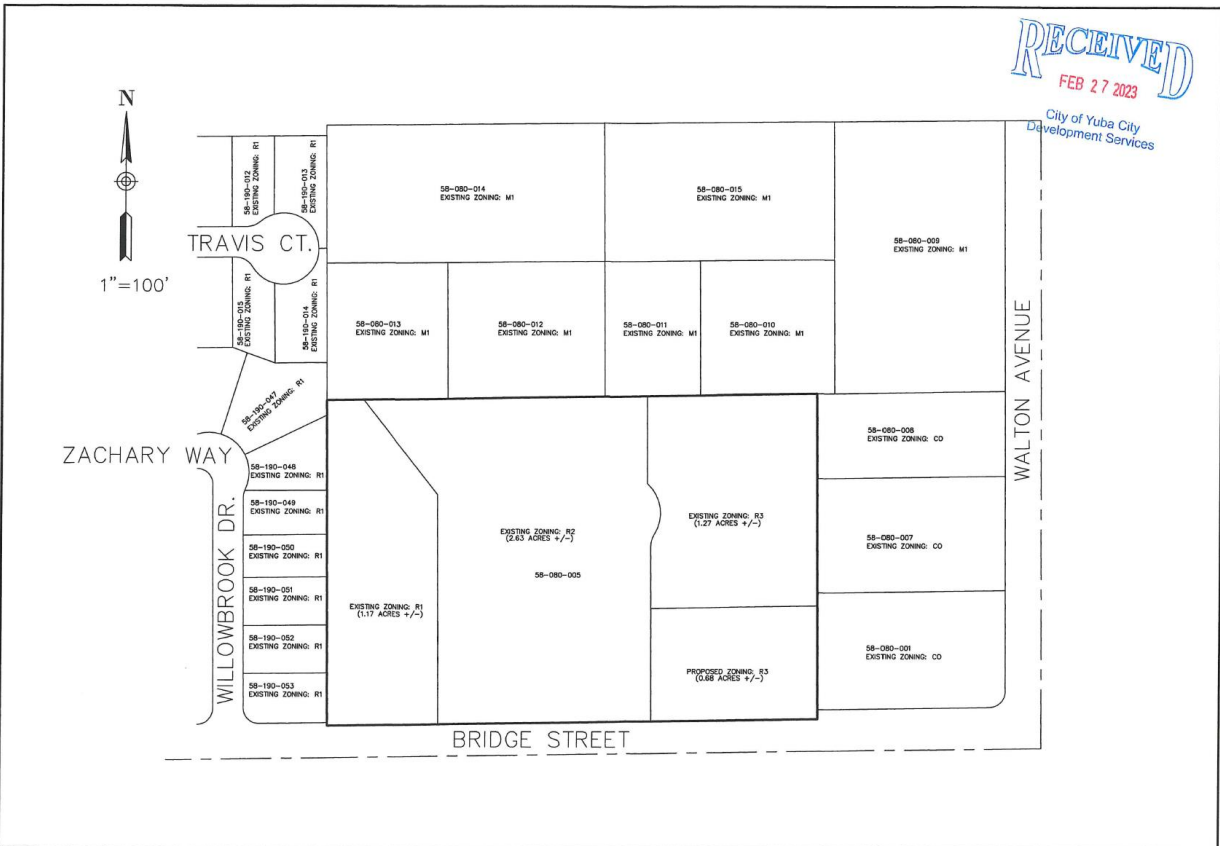 RECEIVED
FEB 27 2023
City of Yuba City
Development Services
N
1"=100'
58-190-012
EXISTING ZONING: R1
58-190-013
EXISTING ZONING: R1
TRAVIS CT.
58-190-015
EXISTING ZONING: R1
58-190-014
EXISTING ZONING: R1
58-080-014
EXISTING ZONING: M1
58-080-015
EXISTING ZONING: M1
58-080-009
EXISTING ZONING: M1
58-080-013
EXISTING ZONING: M1
58-080-012
EXISTING ZONING: M1
58-080-011
EXISTING ZONING: M1
58-080-010
EXISTING ZONING: M1
WALTON AVENUE
58-190-047
EXISTING ZONING: R1
ZACHARY WAY
58-190-048
EXISTING ZONING: R1
58-190-049
EXISTING ZONING: R1
58-190-050
EXISTING ZONING: R1
58-190-051
EXISTING ZONING: R1
58-190-052
EXISTING ZONING: R1
58-190-053
EXISTING ZONING: R1
WILLOWBROOK DR.
EXISTING ZONING: R1
(1.17 ACRES +/-)
EXISTING ZONING: R2
(2.63 ACRES +/-)
58-080-005
EXISTING ZONING: R3
(1.27 ACRES +/-)
PROPOSED ZONING: R3
(0.68 ACRES +/-)
58-080-008
EXISTING ZONING: CO
58-080-007
EXISTING ZONING: CO
58-080-001
EXISTING ZONING: CO
BRIDGE STREET